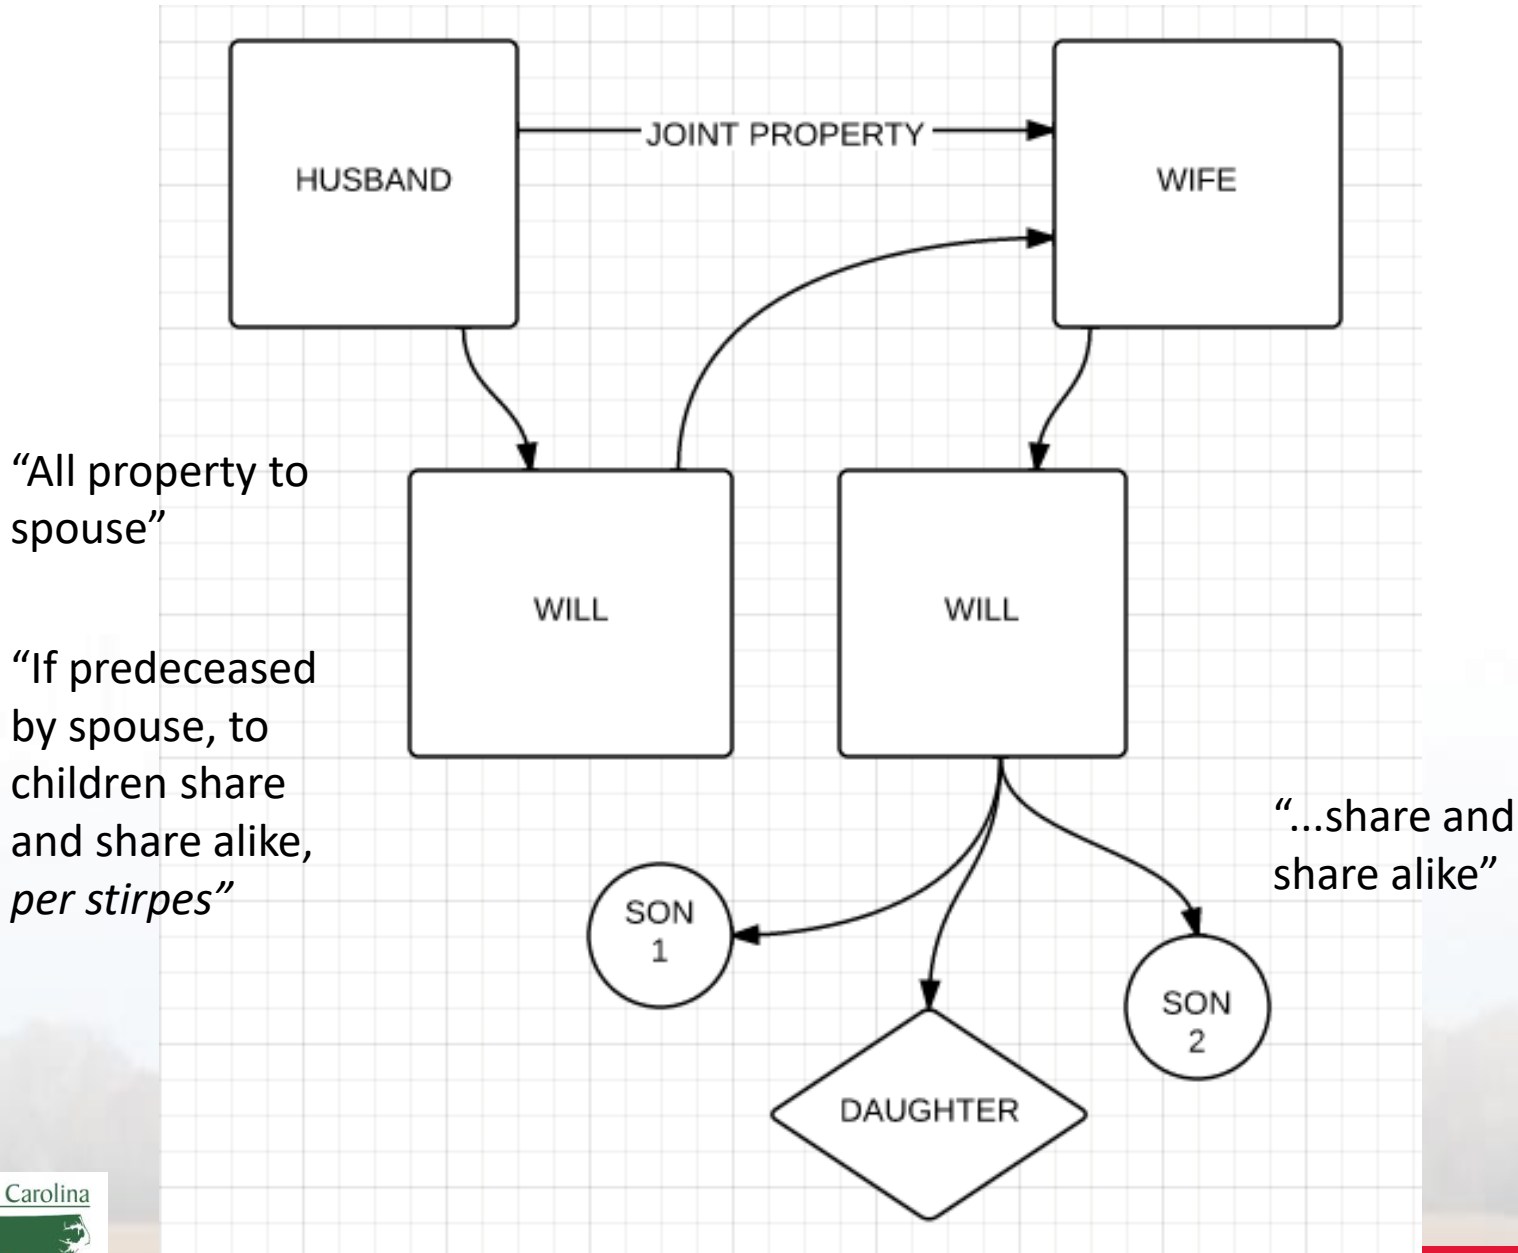 HUSBAND
JOINT PROPERTY
WIFE
“All property to
spouse”
“If predeceased
by spouse, to
children share
and share alike,
per stirpes”
WILL
WILL
“...share and
share alike”
SON
1
DAUGHTER
SON
2
Carolina